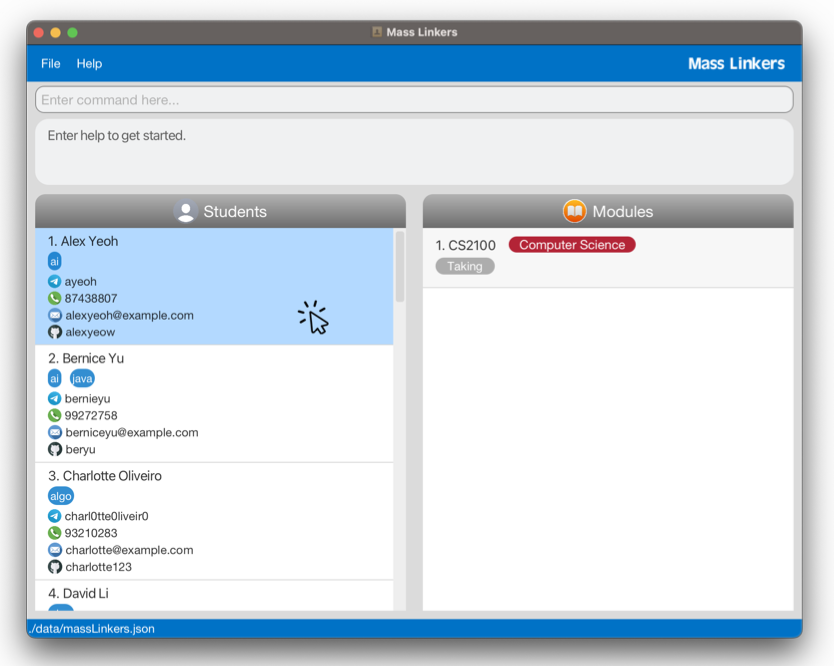 Mass Linkers
File Help
Mass Linkers
Enter command here...
Enter help to get started.
Students
1. Alex Yeoh
ai
ayeoh
87438807
alexyeoh@example.com
alexyeow
2. Bernice Yu
ai java
bernieyu
99272758
berniceyu@example.com
beryu
3. Charlotte Oliveiro
algo
charl0tte0liveir0
93210283
charlotte@example.com
charlotte123
4. David Li
Modules
1. CS2100 Computer Science
Taking
./data/massLinkers.json